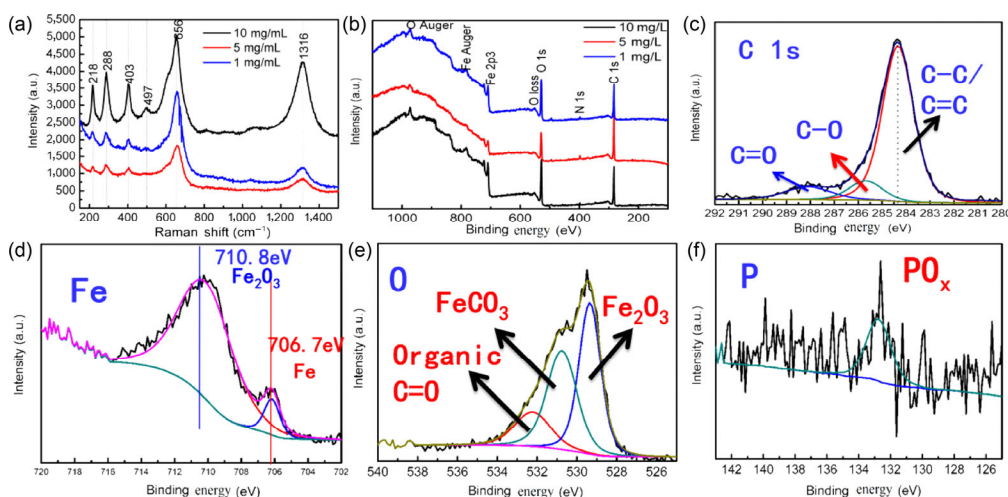 (a)
5,500
5,000
4,500
4,000
3,500
3,000
2,500
2,000
1,500
1,000
500
0
Intensity (a.u.)
218
288
403
497
656
1316
10 mg/mL
5 mg/mL
1 mg/mL
200 400 600 800 1,000 1,200 1,400
Raman shift (cm⁻¹)
(b)
Intensity (a.u.)
O Auger
Fe Auger
Fe 2p3
O loss
O 1s
N 1s
C 1s
10 mg/L
5 mg/L
1 mg/L
1000 800 600 400 200
Binding energy (eV)
(c)
Intensity (a.u.)
C 1s
C-C/
C=C
C-O
C=O
292 291 290 289 288 287 286 285 284 283 282 281 280
Binding energy (eV)
(d)
Intensity (a.u.)
Fe
710.8eV
Fe₂O₃
706.7eV
Fe
720 718 716 714 712 710 708 706 704 702
Binding energy (eV)
(e)
Intensity (a.u.)
O
FeCO₃
Fe₂O₃
Organic
C=O
540 538 536 534 532 530 528 526
Binding energy (eV)
(f)
Intensity (a.u.)
P
POₓ
142 140 138 136 134 132 130 128 126
Binding energy (eV)